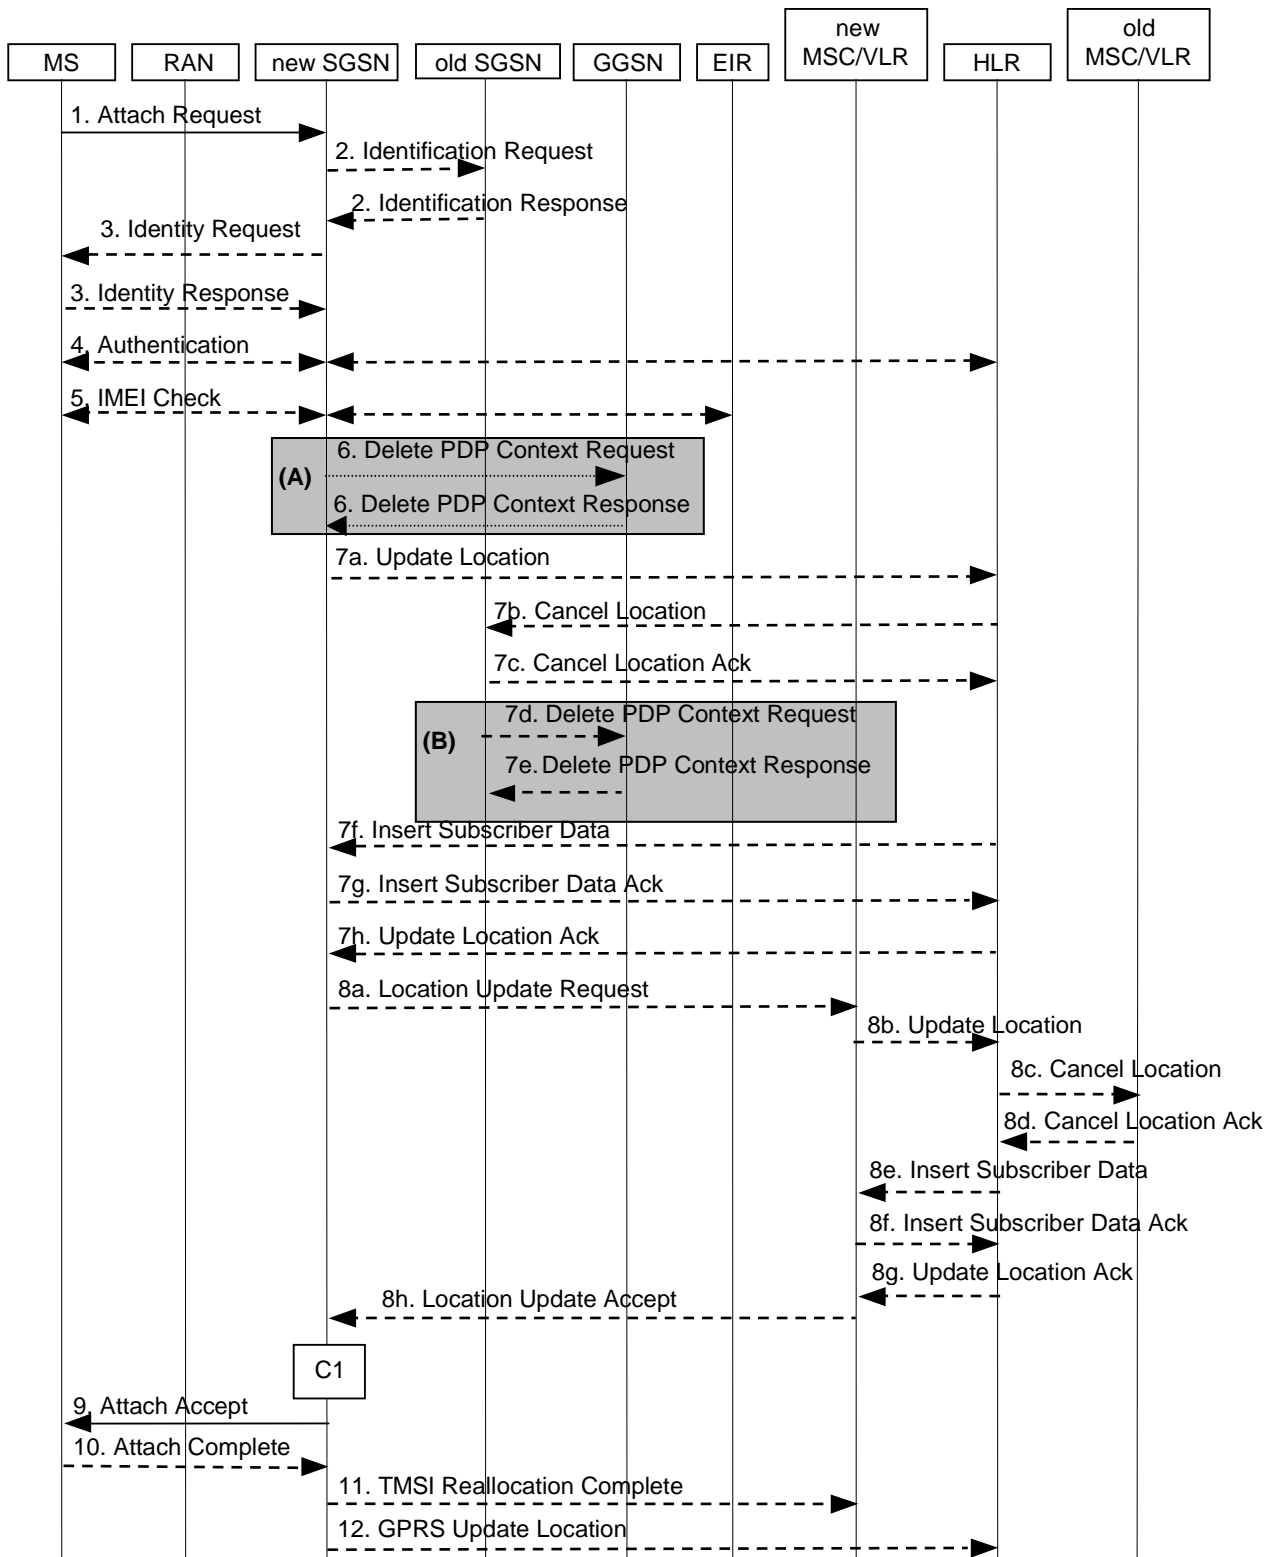 new
old
MS
RAN
new SGSN
old SGSN
GGSN
EIR
MSC/VLR
HLR
MSC/VLR
1. Attach Request
2. Identification Request
2. Identification Response
3. Identity Request
3. Identity Response
4. Authentication
5. IMEI Check
6. Delete PDP Context Request
(A)
6. Delete PDP Context Response
7a. Update Location
7b. Cancel Location
7c. Cancel Location Ack
7d. Delete PDP Context Request
(B)
7e. Delete PDP Context Response
7f. Insert Subscriber Data
7g. Insert Subscriber Data Ack
7h. Update Location Ack
8a. Location Update Request
8b. Update Location
8c. Cancel Location
8d. Cancel Location Ack
8e. Insert Subscriber Data
8f. Insert Subscriber Data Ack
8g. Update Location Ack
8h. Location Update Accept
C1
9. Attach Accept
10. Attach Complete
11. TMSI Reallocation Complete
12. GPRS Update Location